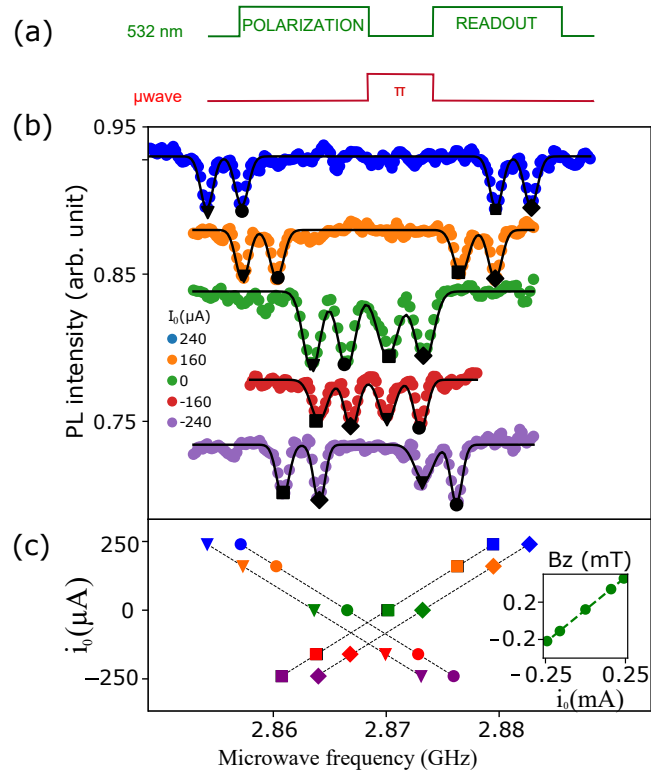 (a)
532 nm
POLARIZATION
READOUT
μwave
π
(b)
0.95
0.85
0.75
PL intensity (arb. unit)
I₀(μA)
240
160
0
-160
-240
(c)
250
0
−250
i₀(μA)
Bz (mT)
0.2
−0.2
−0.25
0.25
i₀(mA)
2.86
2.87
2.88
Microwave frequency (GHz)